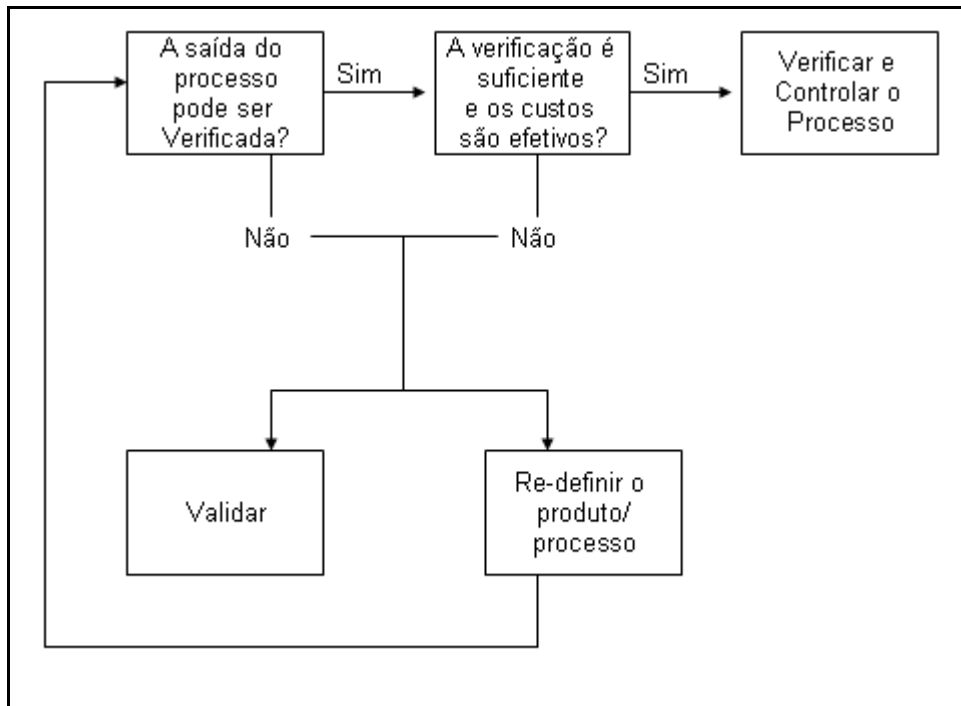 A saída do
processo
pode ser
Verificada?
Sim
A verificação é
suficiente
e os custos
são efetivos?
Sim
Verificar e
Controlar o
Processo
Não
Não
Validar
Re-definir o
produto/
processo